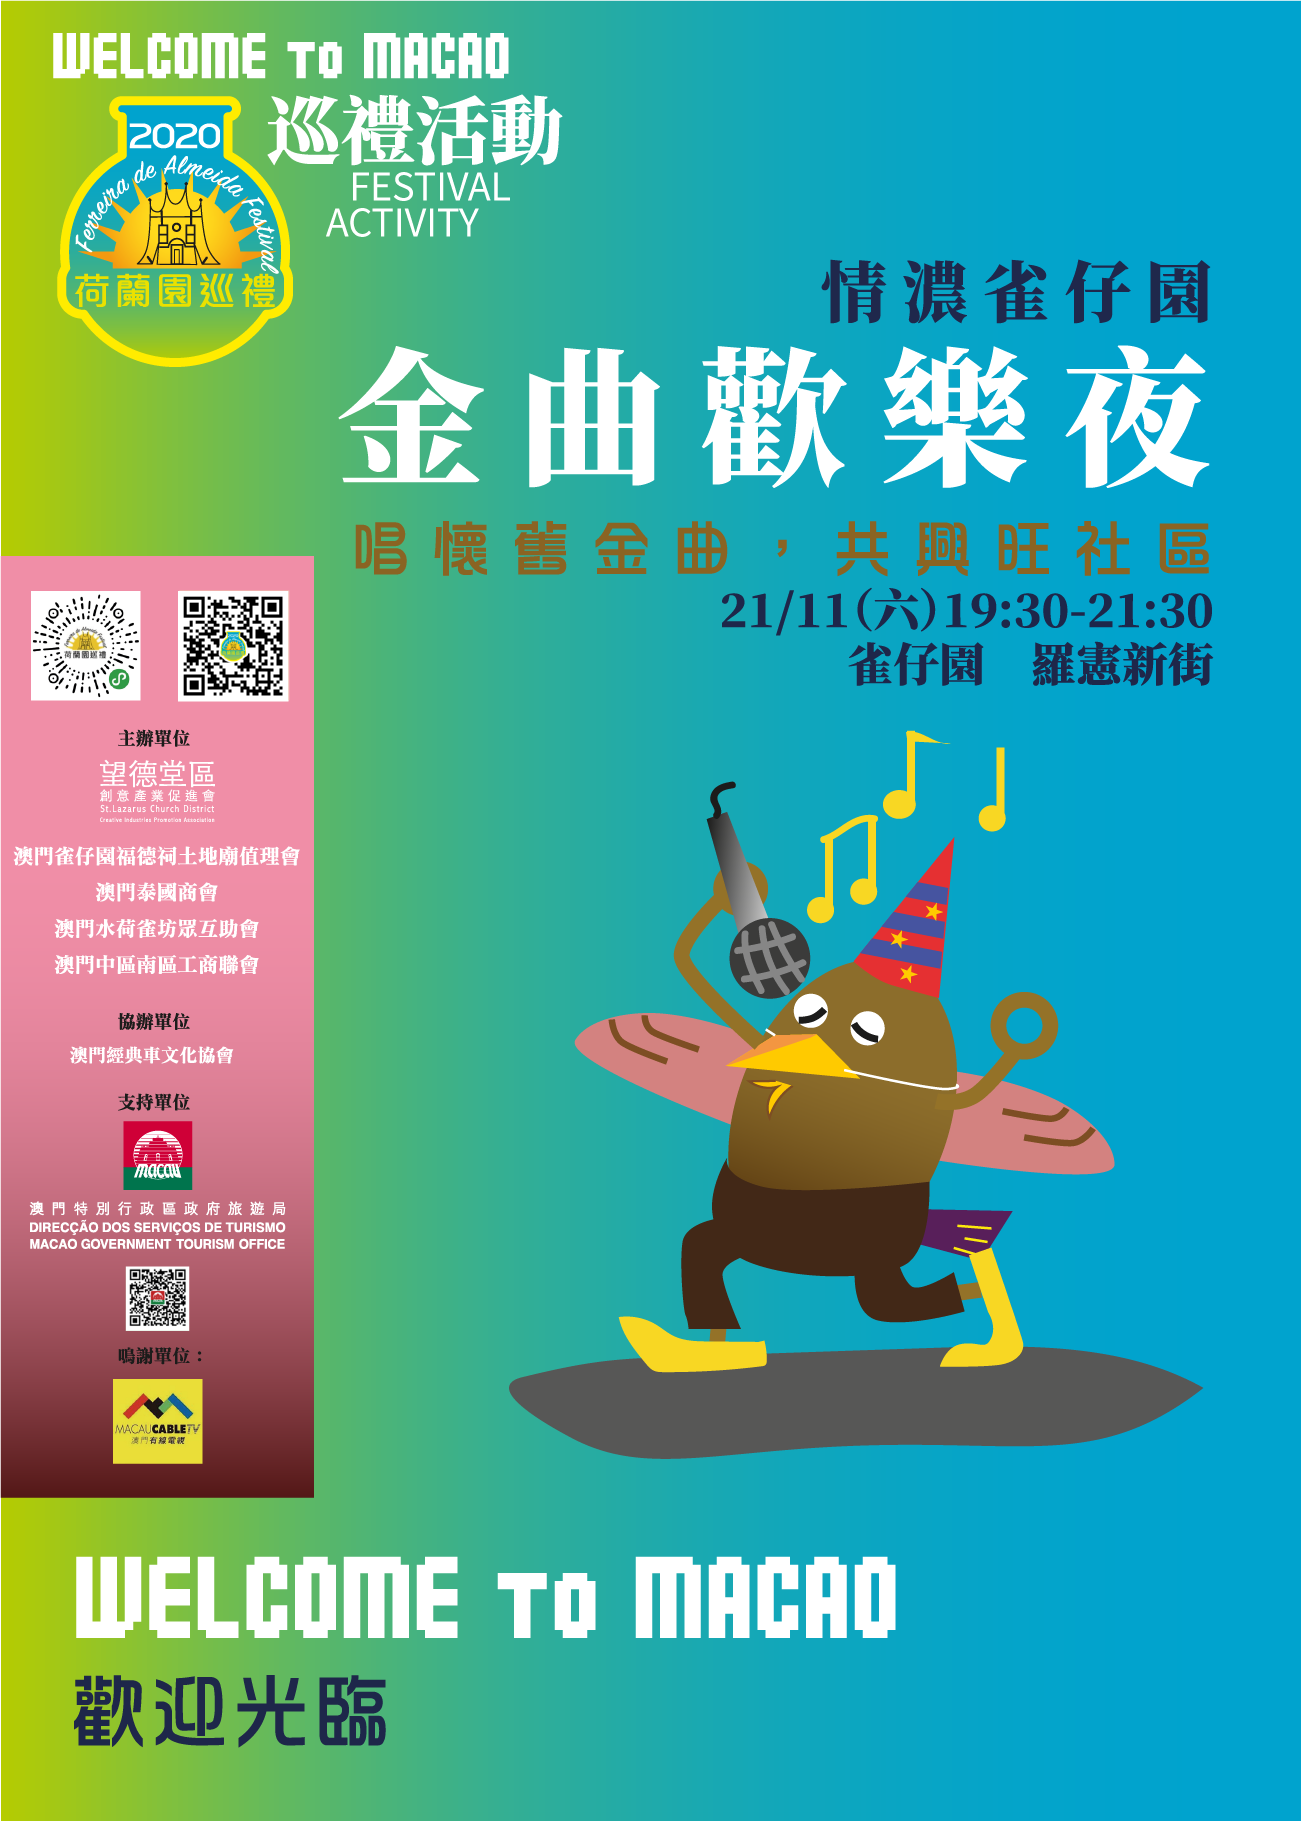 WELCOME TO MACAO
巡禮活動
FESTIVAL
ACTIVITY
2020
Ferreira de Almeida Festival
荷蘭園巡禮
情濃雀仔園
金曲歡樂夜
唱懷舊金曲，共興旺社區
21/11(六)19:30-21:30
雀仔園 羅憲新街
荷蘭園巡禮
主辦單位
望德堂區
創意產業促進會
St.Lazarus Church District
Creative Industries Promotion Association
澳門雀仔園福德祠土地廟值理會
澳門泰國商會
澳門水荷雀坊眾互助會
澳門中區南區工商聯會
協辦單位
澳門經典車文化協會
支持單位
MACAU
澳門特別行政區政府旅遊局
DIRECÇÃO DOS SERVIÇOS DE TURISMO
MACAO GOVERNMENT TOURISM OFFICE
鳴謝單位：
MACAU CABLE TV
澳門有線電視
WELCOME TO MACAO
歡迎光臨